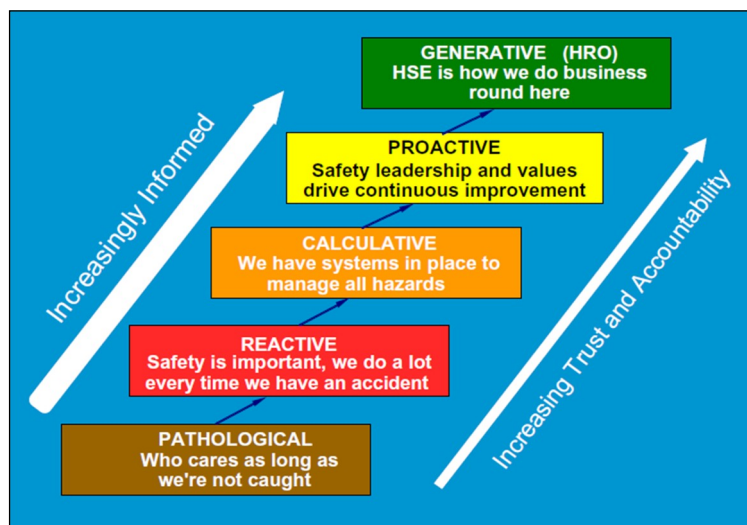 GENERATIVE (HRO)
HSE is how we do business
round here
PROACTIVE
Safety leadership and values
drive continuous improvement
CALCULATIVE
We have systems in place to
manage all hazards
REACTIVE
Safety is important, we do a lot
every time we have an accident
PATHOLOGICAL
Who cares as long as
we're not caught
Increasingly Informed
Increasing Trust and Accountability